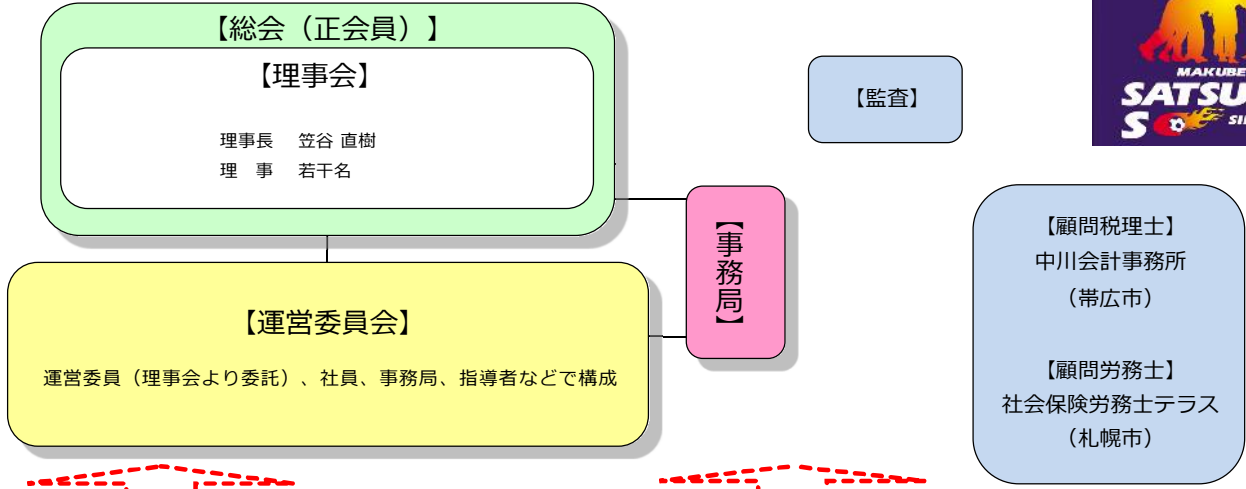 【総会（正会員）】
【理事会】
理事長　笠谷 直樹
理　事　若干名
【監査】
MAKUBE
SATSU
S
SI
【事務局】
【顧問税理士】
中川会計事務所
（帯広市）
【顧問労務士】
社会保険労務士テラス
（札幌市）
【運営委員会】
運営委員（理事会より委託）、社員、事務局、指導者などで構成